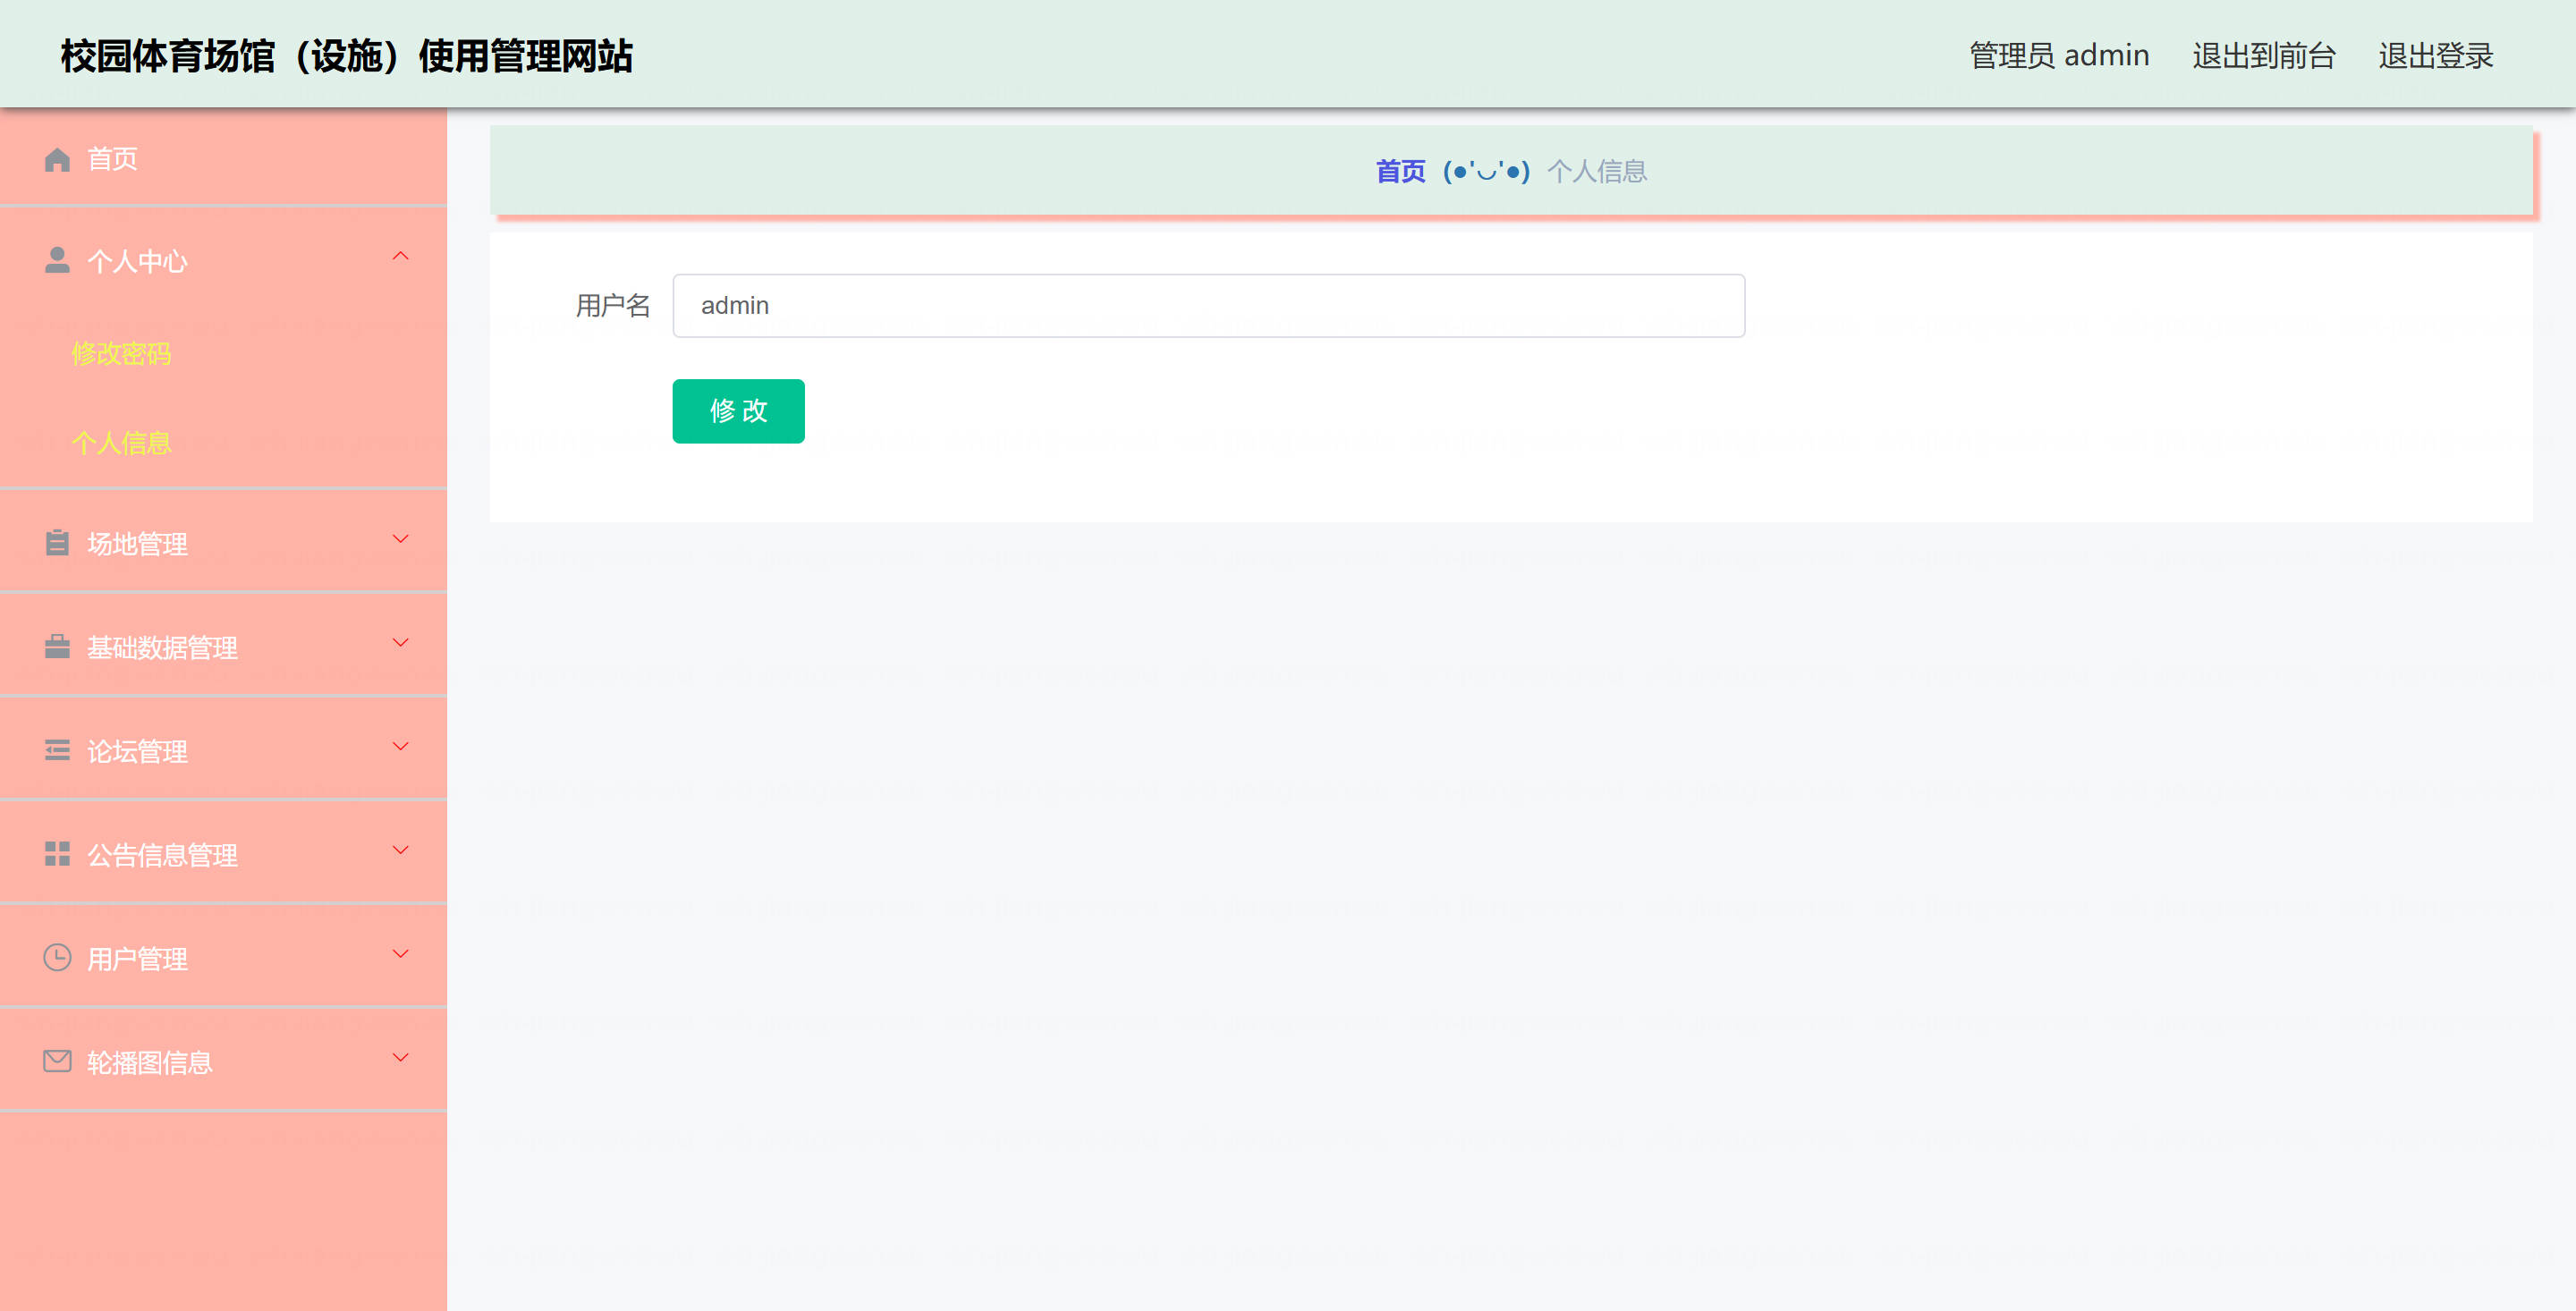 校园体育场馆（设施）使用管理网站
管理员 admin 退出到前台 退出登录
首页
个人中心
修改密码
个人信息
场地管理
基础数据管理
论坛管理
公告信息管理
用户管理
轮播图信息
首页 (●'◡'●) 个人信息
用户名 admin
修 改